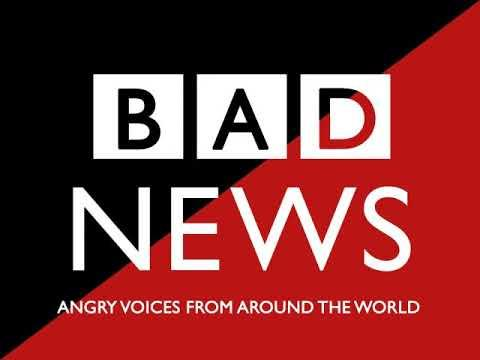 BAD
NEWS
ANGRY VOICES FROM AROUND THE WORLD